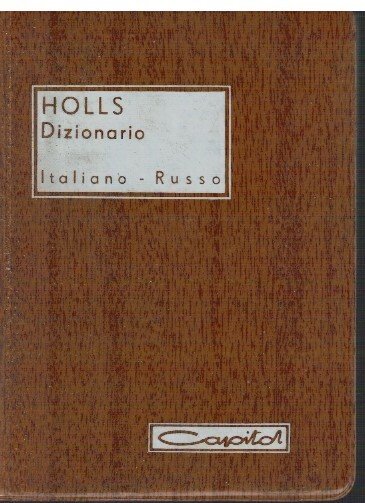 HOLLS
Dizionario
Italiano - Russo
Capitol